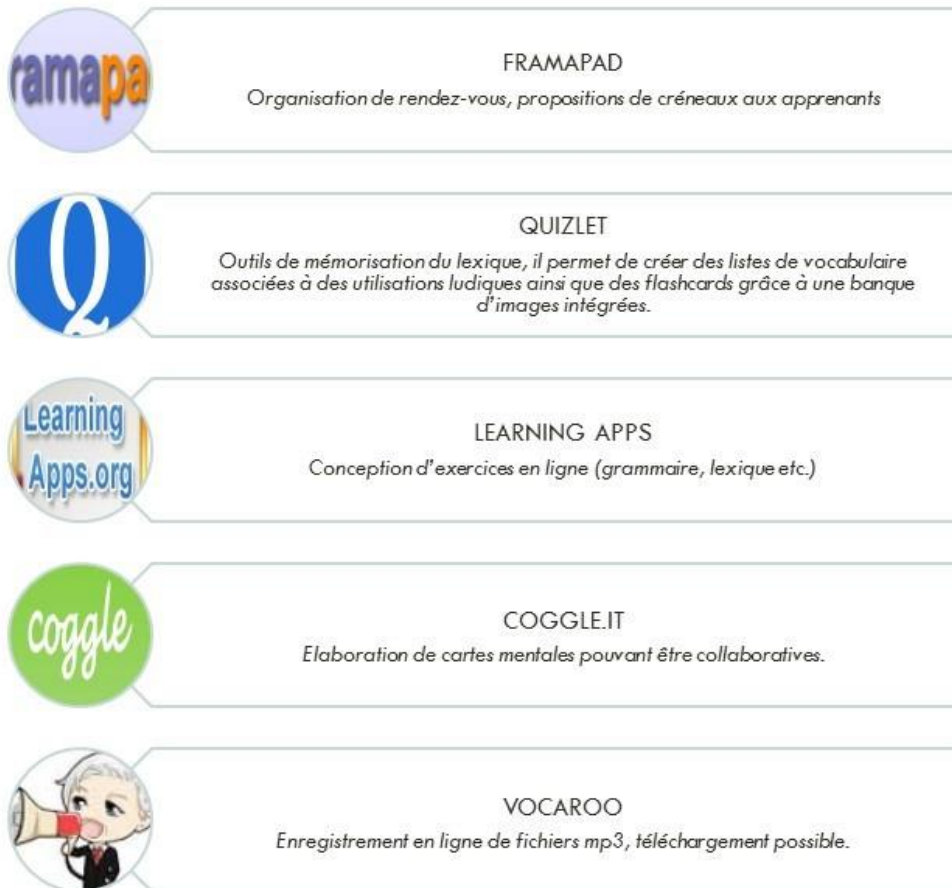 ramapa
FRAMAPAD
Organisation de rendez-vous, propositions de créneaux aux apprenants
Q
QUIZLET
Outils de mémorisation du lexique, il permet de créer des listes de vocabulaire
associées à des utilisations ludiques ainsi que des flashcards grâce à une banque
d'images intégrées.
Learning
Apps.org
LEARNING APPS
Conception d'exercices en ligne (grammaire, lexique etc.)
coggle
COGGLE.IT
Elaboration de cartes mentales pouvant être collaboratives.
VOCAROO
Enregistrement en ligne de fichiers mp3, téléchargement possible.